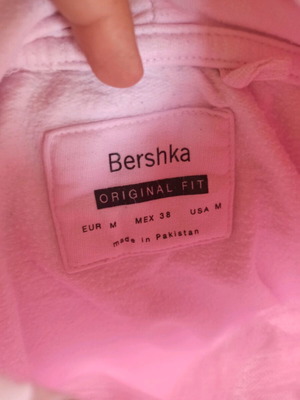 Bershka
ORIGINAL FIT
EUR M MEX 38 USA M
made in Pakistan